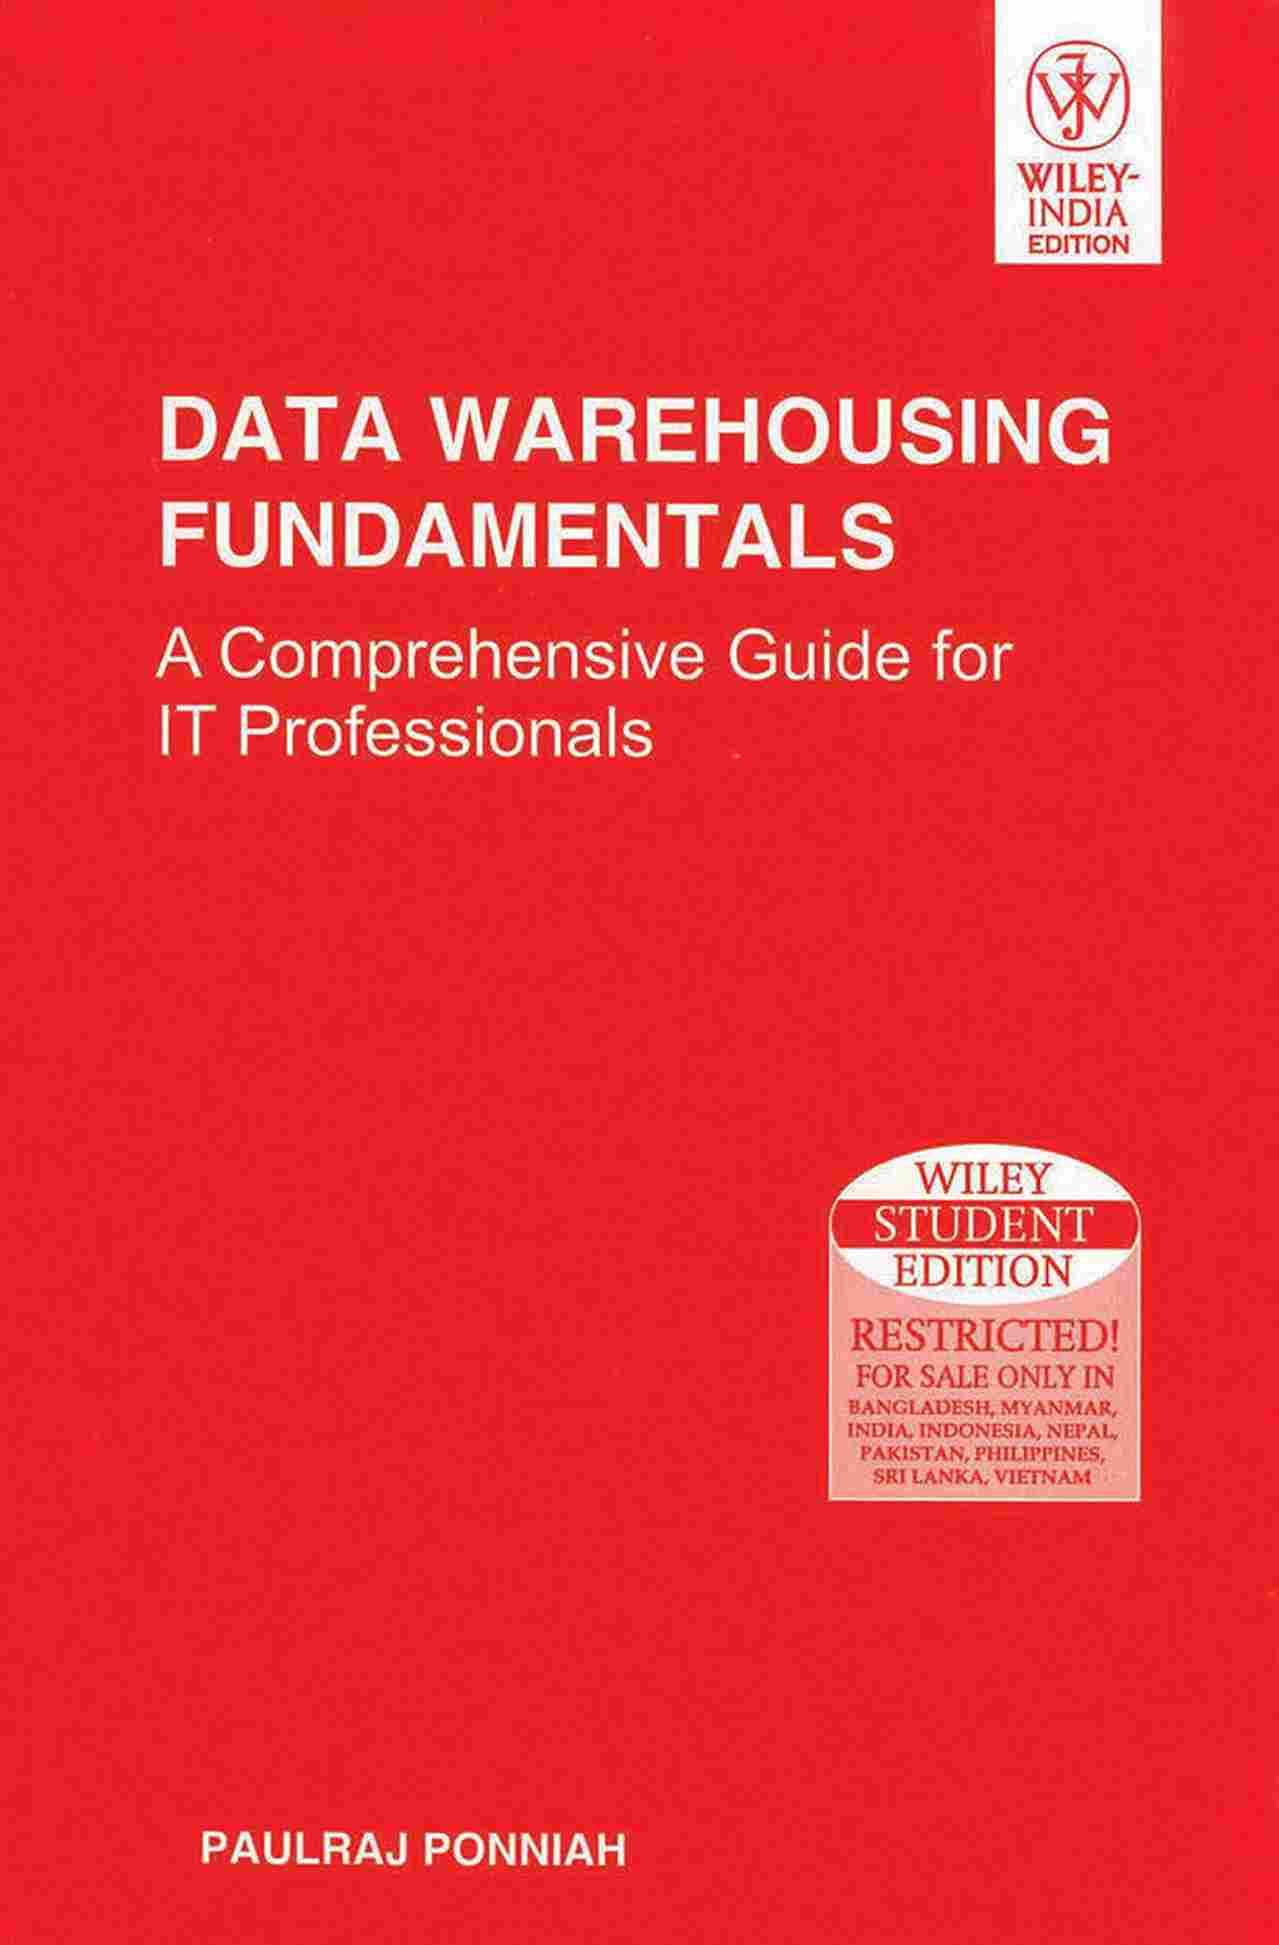 WILEY-
INDIA
EDITION
DATA WAREHOUSING
FUNDAMENTALS
A Comprehensive Guide for
IT Professionals
WILEY
STUDENT
EDITION
RESTRICTED!
FOR SALE ONLY IN
BANGLADESH, MYANMAR,
INDIA, INDONESIA, NEPAL,
PAKISTAN, PHILIPPINES,
SRI LANKA, VIETNAM
PAULRAJ PONNIAH